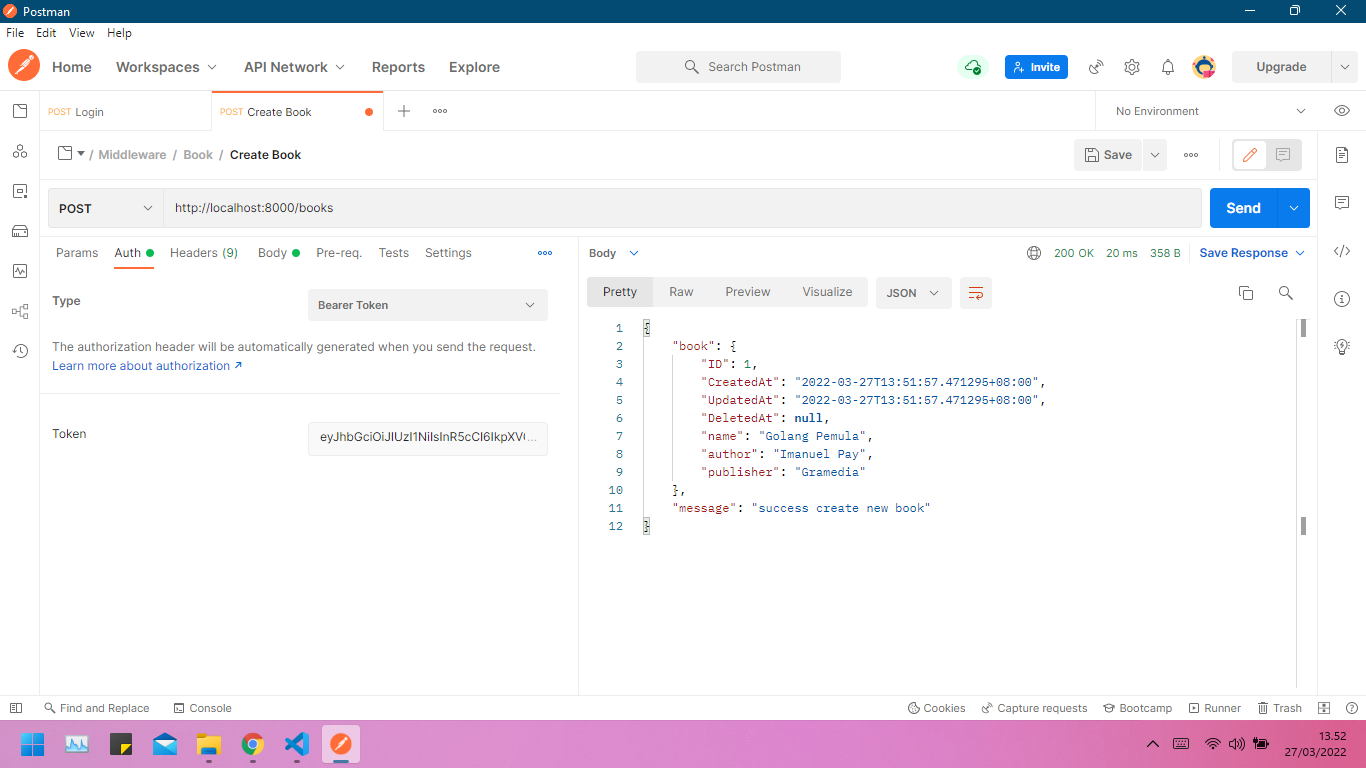 Postman
File Edit View Help
Home Workspaces API Network Reports Explore Search Postman Invite Upgrade
POST Login POST Create Book No Environment
/ Middleware / Book / Create Book Save
POST http://localhost:8000/books Send
Params Auth Headers (9) Body Pre-req. Tests Settings
Body 200 OK 20 ms 358 B Save Response
Type Bearer Token
Pretty Raw Preview Visualize JSON
The authorization header will be automatically generated when you send the request.
Learn more about authorization ↗
Token eyJhbGciOiJIUzI1NiIsInR5cCI6IkpXV...
1 {
2 "book": {
3 "ID": 1,
4 "CreatedAt": "2022-03-27T13:51:57.471295+08:00",
5 "UpdatedAt": "2022-03-27T13:51:57.471295+08:00",
6 "DeletedAt": null,
7 "name": "Golang Pemula",
8 "author": "Imanuel Pay",
9 "publisher": "Gramedia"
10 },
11 "message": "success create new book"
12 }
Find and Replace Console Cookies Capture requests Bootcamp Runner Trash
13.52
27/03/2022